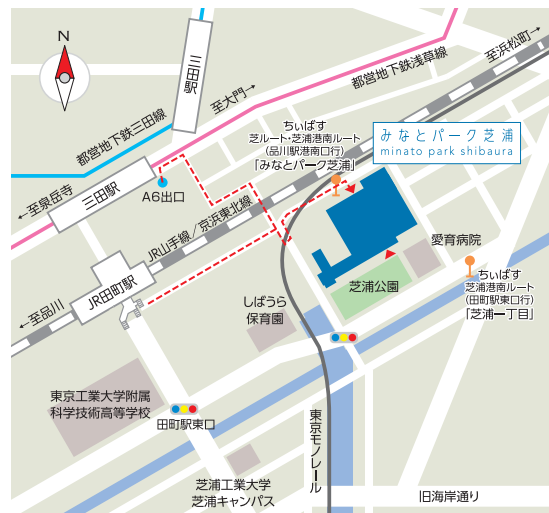 N
三田駅
都営地下鉄三田線
至大門→
都営地下鉄浅草線
至浜松町→
ちぃばす
芝ルート・芝浦港南ルート
(品川駅港南口行)
「みなとパーク芝浦」
みなとパーク芝浦
minato park shibaura
←至泉岳寺
三田駅
A6出口
JR山手線／京浜東北線
←至品川
JR田町駅
愛育病院
ちぃばす
芝浦港南ルート
(田町駅東口行)
「芝浦一丁目」
芝浦公園
しばうら
保育園
東京工業大学附属
科学技術高等学校
田町駅東口
東京モノレール
芝浦工業大学
芝浦キャンパス
旧海岸通り